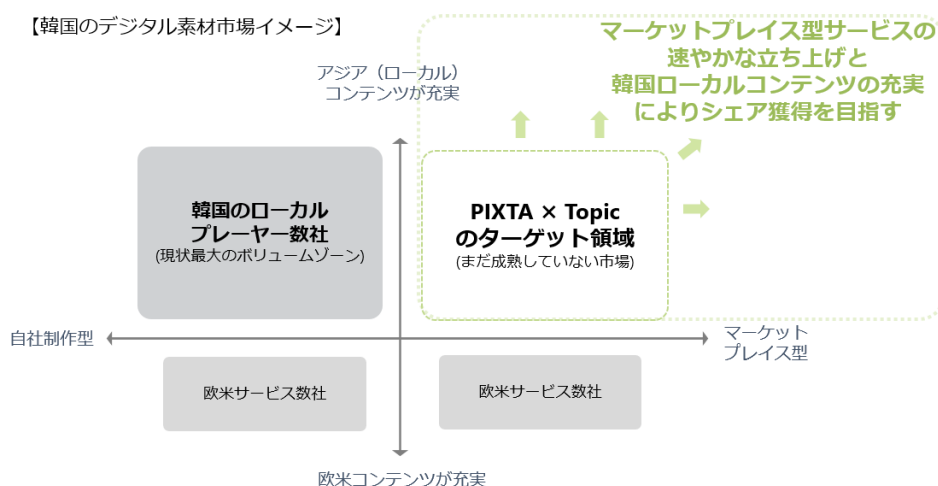 【韓国のデジタル素材市場イメージ】
マーケットプレイス型サービスの
速やかな立ち上げと
韓国ローカルコンテンツの充実
によりシェア獲得を目指す
アジア（ローカル）
コンテンツが充実
韓国のローカル
プレーヤー数社
(現状最大のボリュームゾーン)
PIXTA × Topic
のターゲット領域
(まだ成熟していない市場)
自社制作型
マーケット
プレイス型
欧米サービス数社
欧米サービス数社
欧米コンテンツが充実